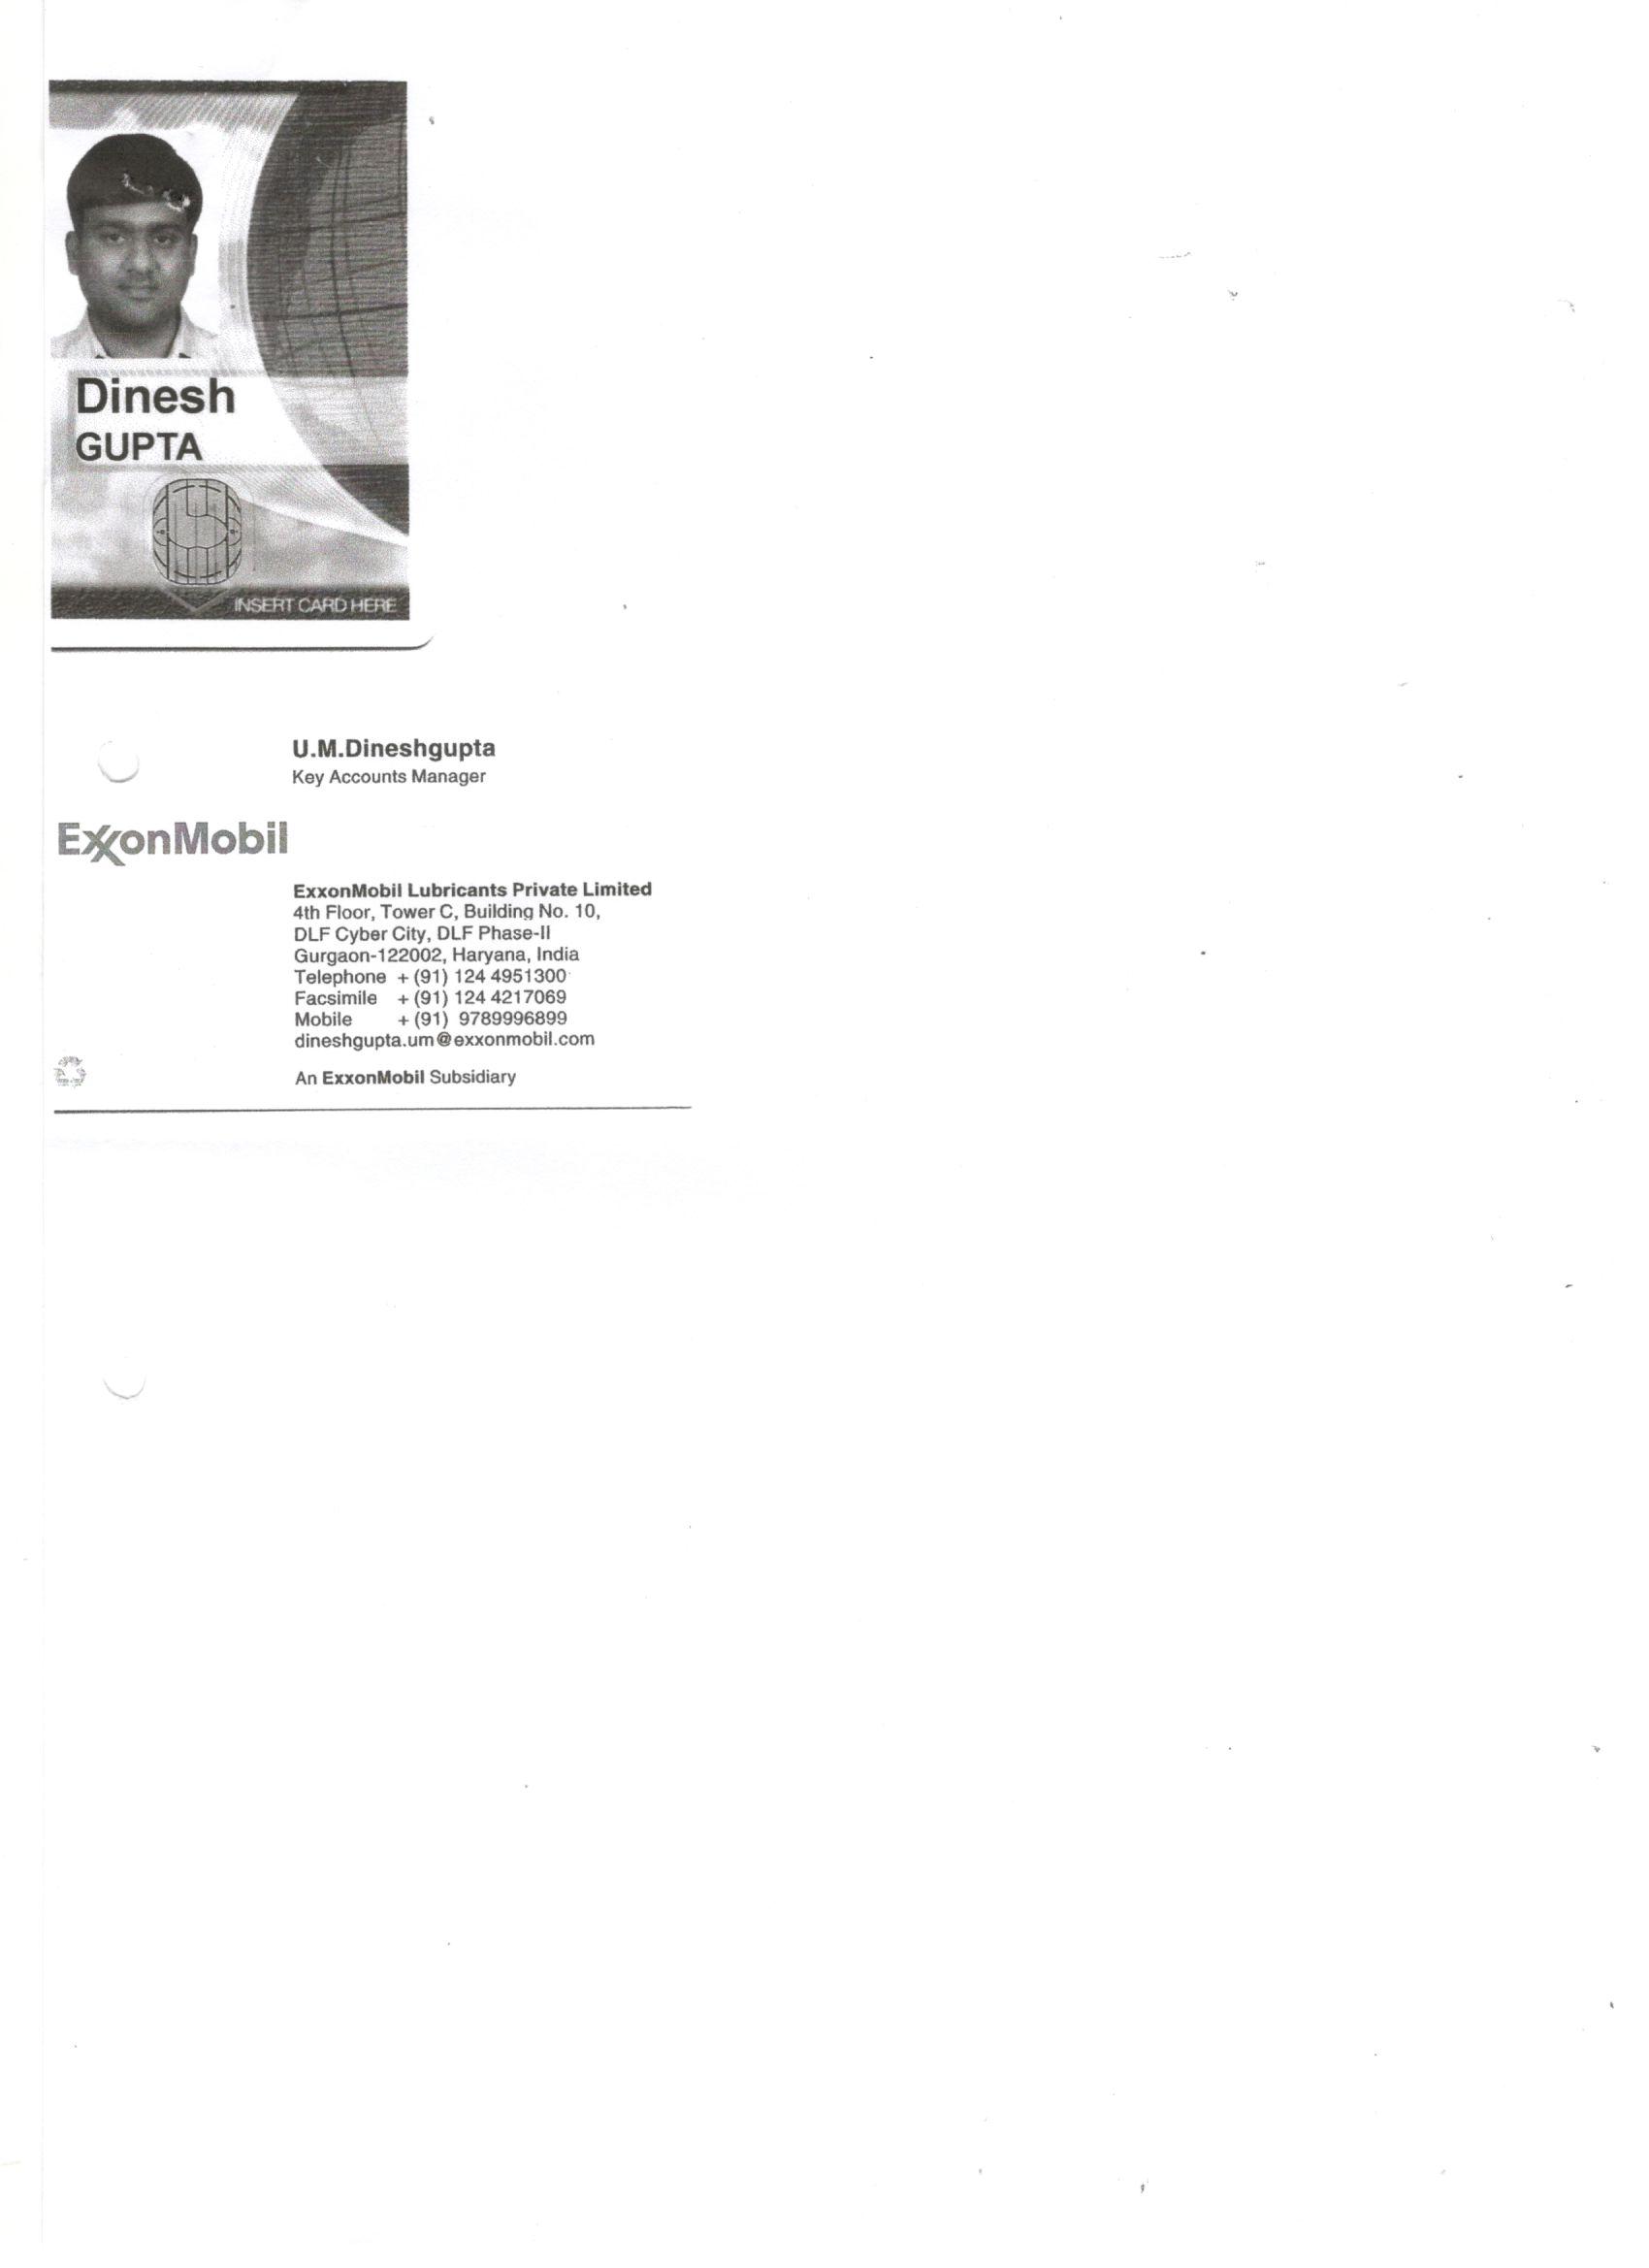 Dinesh
GUPTA
INSERT CARD HERE
U.M.Dineshgupta
Key Accounts Manager
ExxonMobil
ExxonMobil Lubricants Private Limited
4th Floor, Tower C, Building No. 10,
DLF Cyber City, DLF Phase-II
Gurgaon-122002, Haryana, India
Telephone + (91) 124 4951300
Facsimile + (91) 124 4217069
Mobile + (91) 9789996899
dineshgupta.um@exxonmobil.com
An ExxonMobil Subsidiary